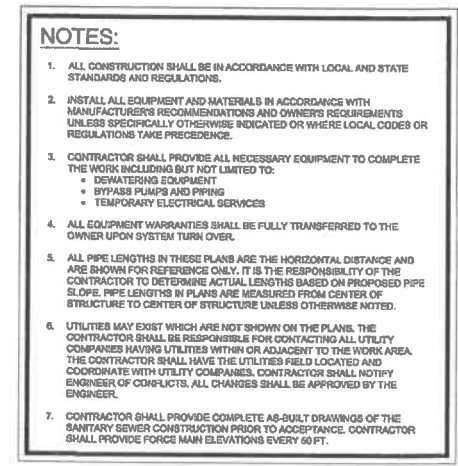 NOTES:
1. ALL CONSTRUCTION SHALL BE IN ACCORDANCE WITH LOCAL AND STATE
STANDARDS AND REGULATIONS.
2. INSTALL ALL EQUIPMENT AND MATERIALS IN ACCORDANCE WITH
MANUFACTURER'S RECOMMENDATIONS AND OWNER'S REQUIREMENTS
UNLESS SPECIFICALLY OTHERWISE INDICATED OR WHERE LOCAL CODES OR
REGULATIONS TAKE PRECEDENCE.
3. CONTRACTOR SHALL PROVIDE ALL NECESSARY EQUIPMENT TO COMPLETE
THE WORK INCLUDING BUT NOT LIMITED TO:
• DEWATERING EQUIPMENT
• BYPASS PUMPS AND PIPING
• TEMPORARY ELECTRICAL SERVICES
4. ALL EQUIPMENT WARRANTIES SHALL BE FULLY TRANSFERRED TO THE
OWNER UPON SYSTEM TURN OVER.
5. ALL PIPE LENGTHS IN THESE PLANS ARE THE HORIZONTAL DISTANCE AND
ARE SHOWN FOR REFERENCE ONLY. IT IS THE RESPONSIBILITY OF THE
CONTRACTOR TO DETERMINE ACTUAL LENGTHS BASED ON PROPOSED PIPE
SLOPE. PIPE LENGTHS IN PLANS ARE MEASURED FROM CENTER OF
STRUCTURE TO CENTER OF STRUCTURE UNLESS OTHERWISE NOTED.
6. UTILITIES MAY EXIST WHICH ARE NOT SHOWN ON THE PLANS. THE
CONTRACTOR SHALL BE RESPONSIBLE FOR CONTACTING ALL UTILITY
COMPANIES HAVING UTILITIES WITHIN OR ADJACENT TO THE WORK AREA.
THE CONTRACTOR SHALL HAVE THE UTILITIES FIELD LOCATED AND
COORDINATE WITH UTILITY COMPANIES. CONTRACTOR SHALL NOTIFY
ENGINEER OF CONFLICTS. ALL CHANGES SHALL BE APPROVED BY THE
ENGINEER.
7. CONTRACTOR SHALL PROVIDE COMPLETE AS-BUILT DRAWINGS OF THE
SANITARY SEWER CONSTRUCTION PRIOR TO ACCEPTANCE. CONTRACTOR
SHALL PROVIDE FORCE MAIN ELEVATIONS EVERY 50 FT.